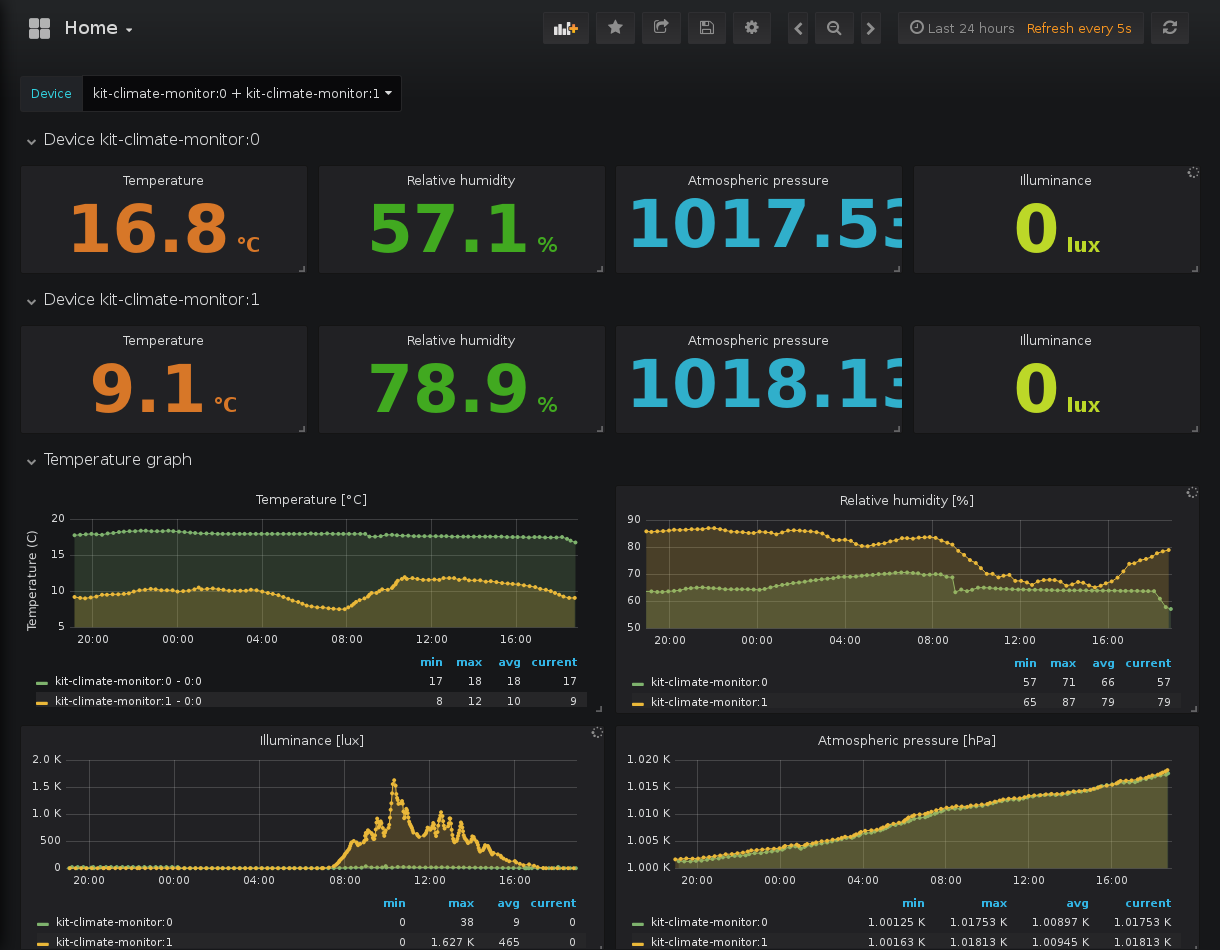 Home
Last 24 hours Refresh every 5s
Device kit-climate-monitor:0 + kit-climate-monitor:1
Device kit-climate-monitor:0
Temperature Relative humidity Atmospheric pressure Illuminance
16.8 °C 57.1 % 1017.53 0 lux
Device kit-climate-monitor:1
Temperature Relative humidity Atmospheric pressure Illuminance
9.1 °C 78.9 % 1018.13 0 lux
Temperature graph
Temperature [°C]
Temperature (C)
20
15
10
5
20:00 00:00 04:00 08:00 12:00 16:00
min max avg current
kit-climate-monitor:0 - 0:0 17 18 18 17
kit-climate-monitor:1 - 0:0 8 12 10 9
Relative humidity [%]
90
80
70
60
50
20:00 00:00 04:00 08:00 12:00 16:00
min max avg current
kit-climate-monitor:0 57 71 66 57
kit-climate-monitor:1 65 87 79 79
Illuminance [lux]
2.0 K
1.5 K
1.0 K
500
0
20:00 00:00 04:00 08:00 12:00 16:00
min max avg current
kit-climate-monitor:0 0 38 9 0
kit-climate-monitor:1 0 1.627 K 465 0
Atmospheric pressure [hPa]
1.020 K
1.015 K
1.010 K
1.005 K
1.000 K
20:00 00:00 04:00 08:00 12:00 16:00
min max avg current
kit-climate-monitor:0 1.00125 K 1.01753 K 1.00897 K 1.01753 K
kit-climate-monitor:1 1.00163 K 1.01813 K 1.00945 K 1.01813 K